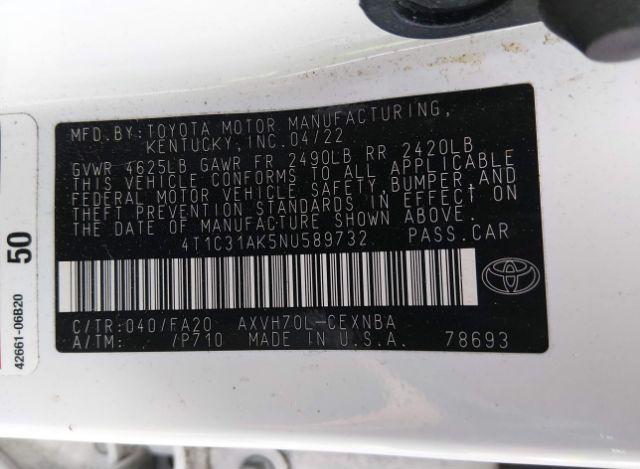 MFD.BY:TOYOTA MOTOR MANUFACTURING,
KENTUCKY, INC. 04/22
GVWR 4625LB GAWR FR 2490LB RR 2420LB
THIS VEHICLE CONFORMS TO ALL APPLICABLE
FEDERAL MOTOR VEHICLE SAFETY, BUMPER, AND
THEFT PREVENTION STANDARDS IN EFFECT ON
THE DATE OF MANUFACTURE SHOWN ABOVE.
4T1C31AK5NU589732 PASS.CAR
C/TR:040/FA20 AXVH70L-CEXNBA
A/TM: /P710 MADE IN U.S.A. 78693
50
42661-06B20